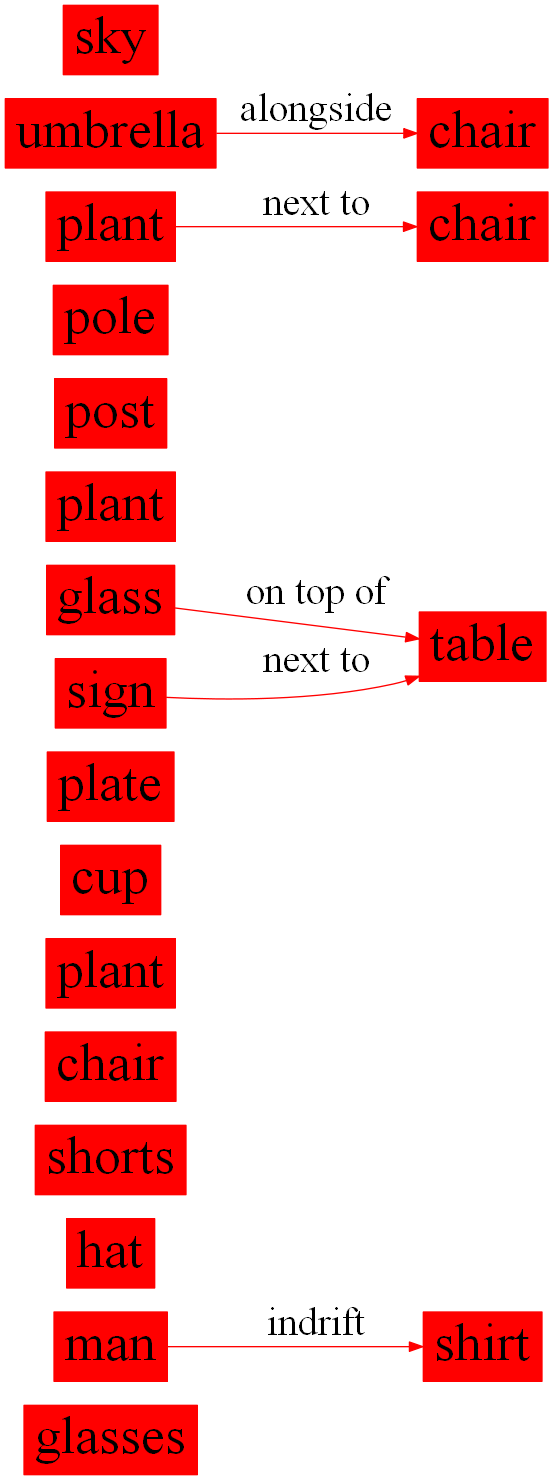 sky
umbrella alongside chair
plant next to chair
pole
post
plant
glass on top of table
sign next to
plate
cup
plant
chair
shorts
hat
man indrift shirt
glasses